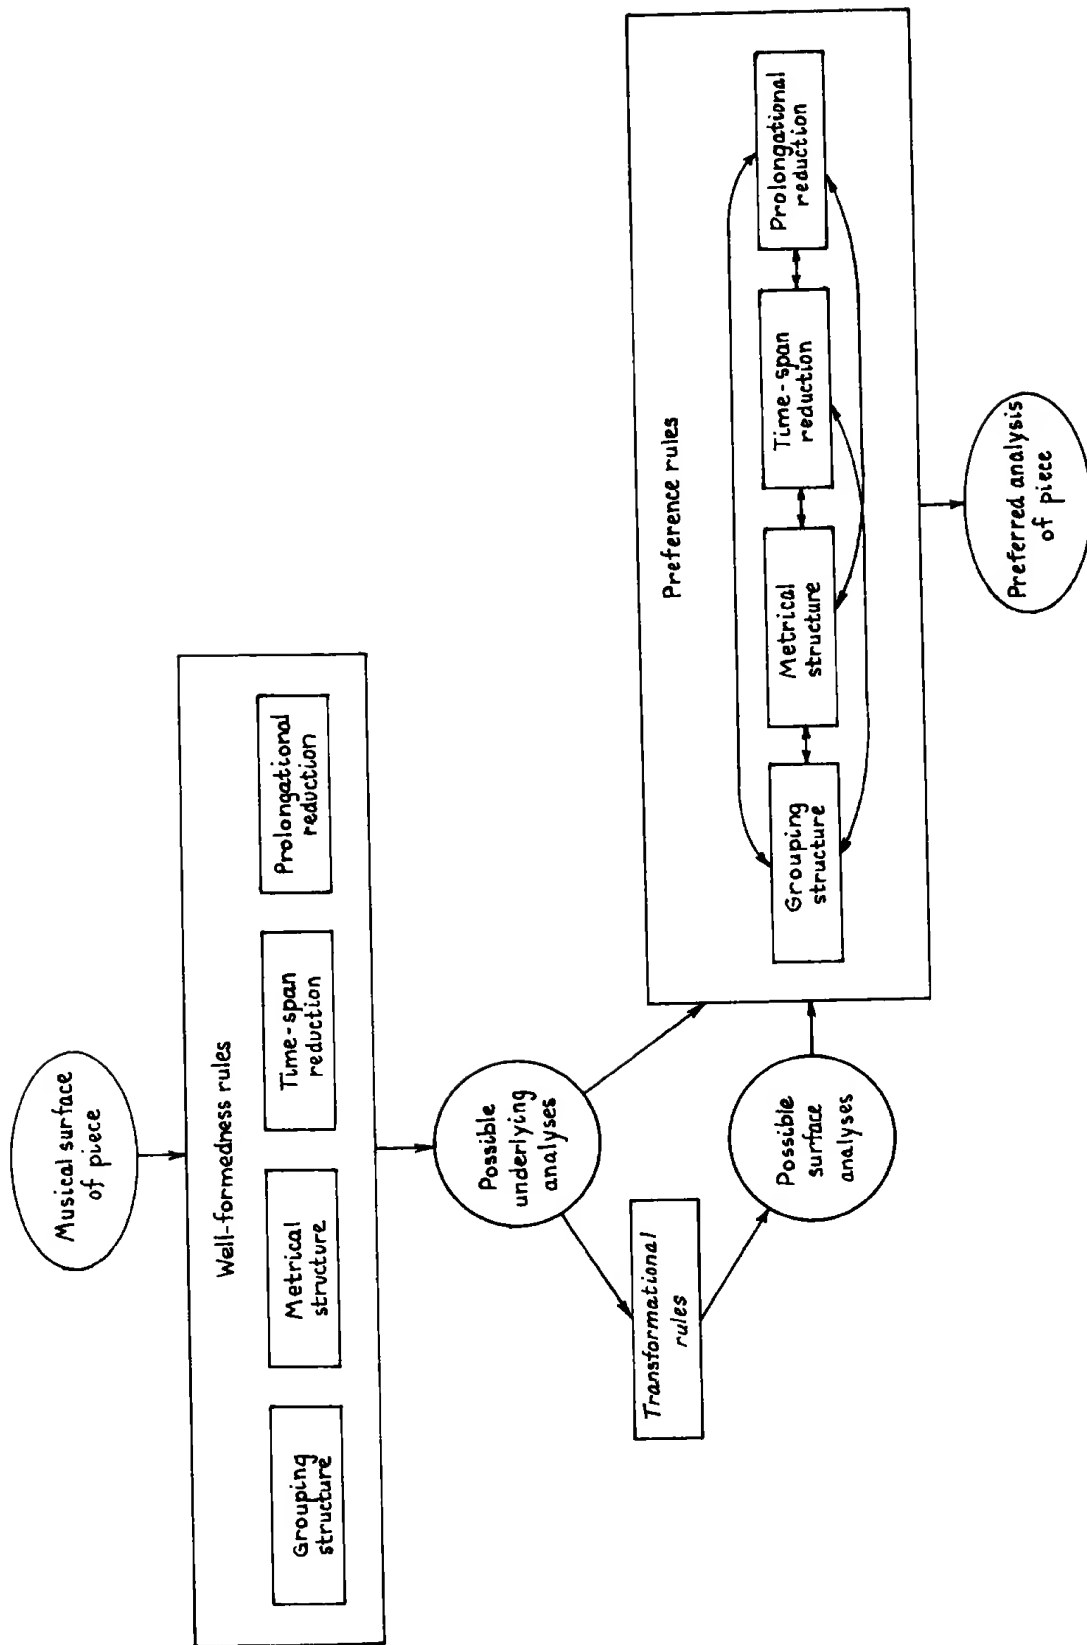 Musical surface
of piece
Well-formedness rules
Grouping
structure
Metrical
structure
Time-span
reduction
Prolongational
reduction
Possible
underlying
analyses
Transformational
rules
Possible
surface
analyses
Preference rules
Grouping
structure
Metrical
structure
Time-span
reduction
Prolongational
reduction
Preferred analysis
of piece